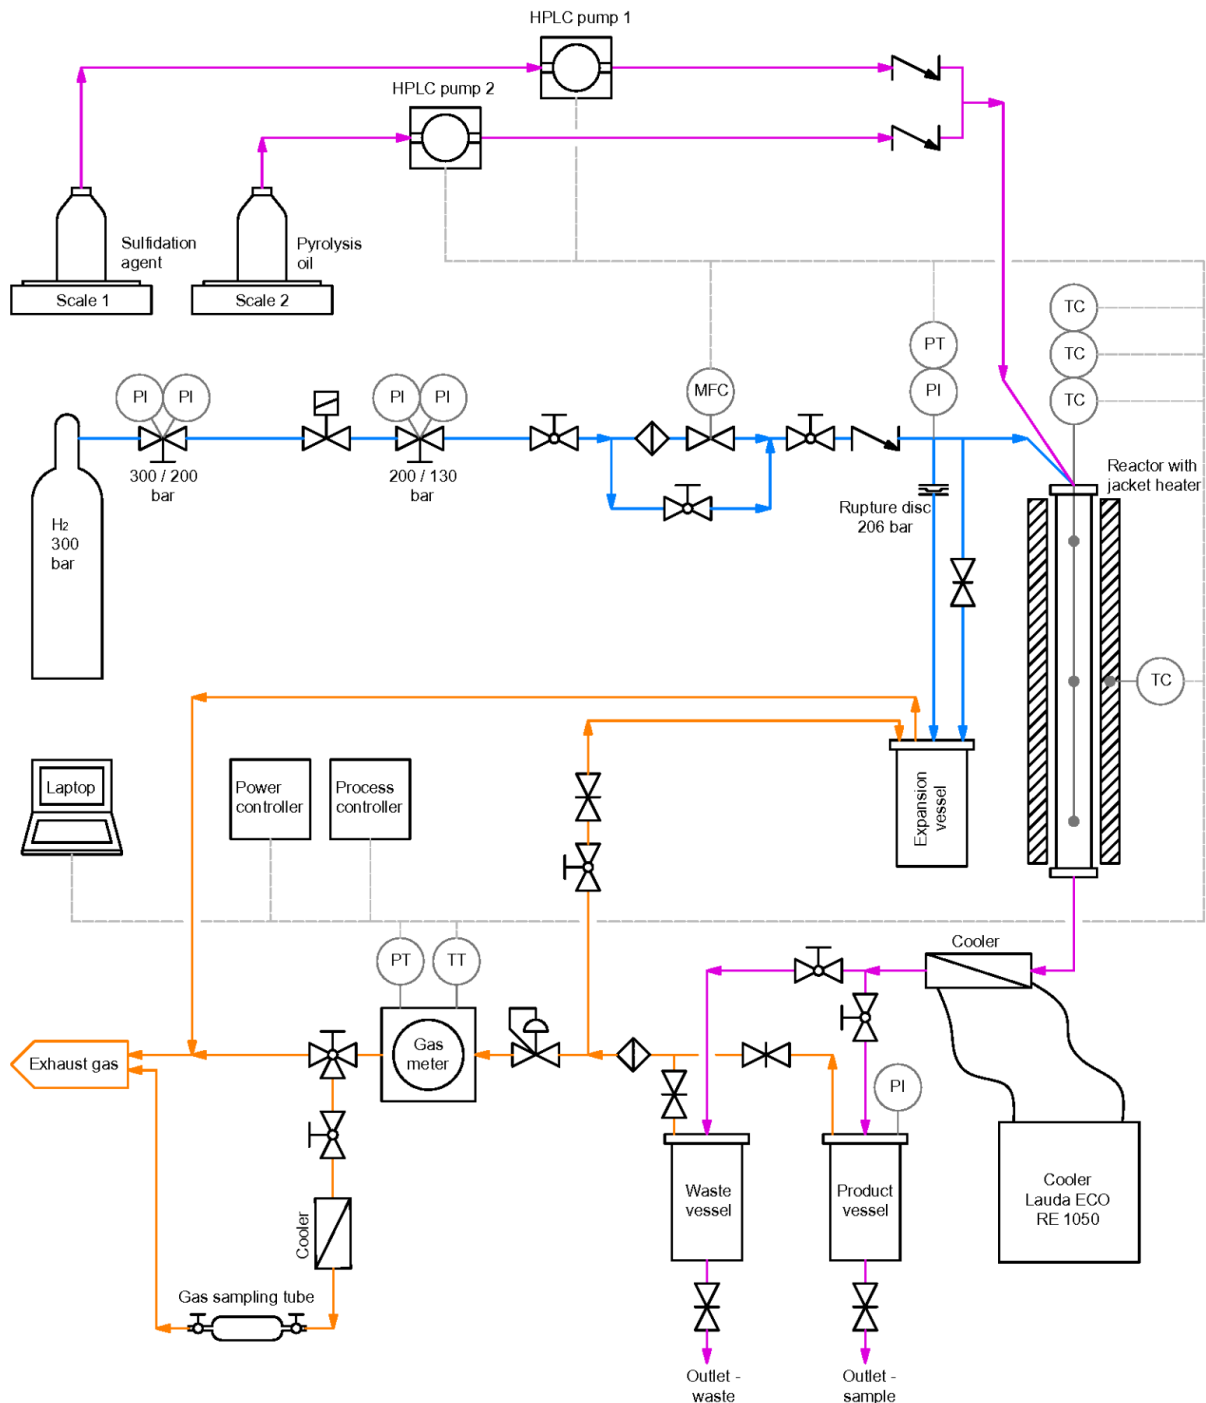 HPLC pump 1
HPLC pump 2
Sulfidation
agent
Pyrolysis
oil
Scale 1
Scale 2
TC
TC
TC
PT
PI
MFC
PI
PI
PI
PI
300 / 200
bar
200 / 130
bar
H2
300
bar
Rupture disc
206 bar
Reactor with
jacket heater
TC
Laptop
Power
controller
Process
controller
Expansion
vessel
PT
TT
Cooler
Exhaust gas
Gas
meter
PI
Waste
vessel
Product
vessel
Cooler
Lauda ECO
RE 1050
Cooler
Gas sampling tube
Outlet -
waste
Outlet -
sample